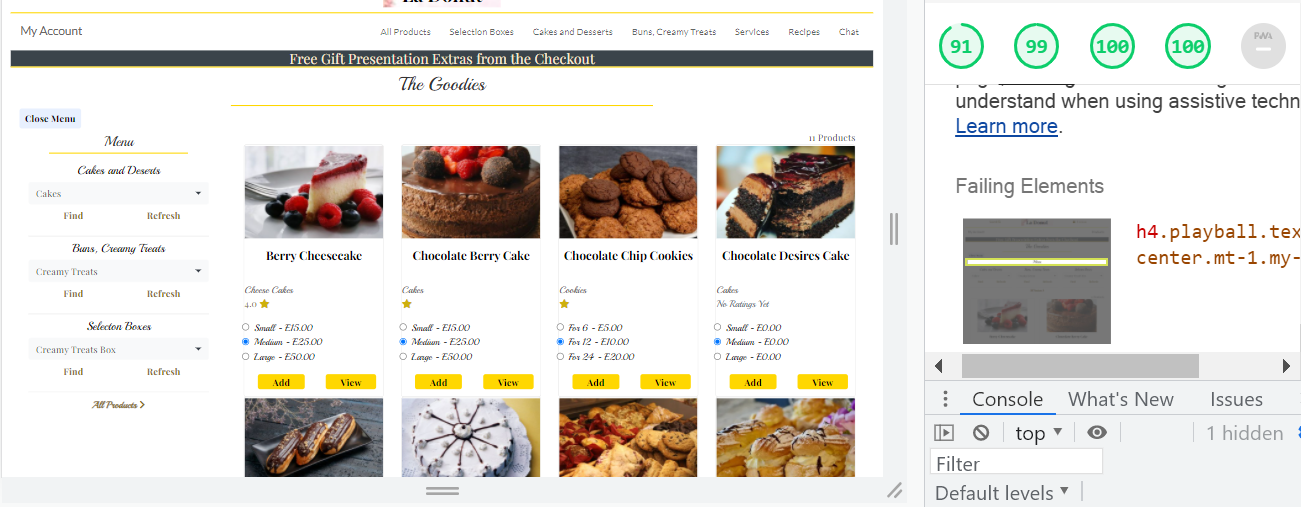 La Donut
My Account
All Products Selection Boxes Cakes and Desserts Buns, Creamy Treats Services Recipes Chat
Free Gift Presentation Extras from the Checkout
The Goodies
Close Menu
Menu
Cakes and Deserts
Cakes
Find Refresh
Buns, Creamy Treats
Creamy Treats
Find Refresh
Selecton Boxes
Creamy Treats Box
Find Refresh
All Products
11 Products
Berry Cheesecake
Cheese Cakes
4.0
Small - £15.00
Medium - £25.00
Large - £50.00
Add View
Chocolate Berry Cake
Cakes
Small - £15.00
Medium - £25.00
Large - £50.00
Add View
Chocolate Chip Cookies
Cookies
For 6 - £5.00
For 12 - £10.00
For 24 - £20.00
Add View
Chocolate Desires Cake
Cakes
No Ratings Yet
Small - £0.00
Medium - £0.00
Large - £0.00
Add View
91 99 100 100 PWA
understand when using assistive techn
Learn more.
Failing Elements
h4.playball.tex
center.mt-1.my-
Console What's New Issues
top 1 hidden
Filter
Default levels